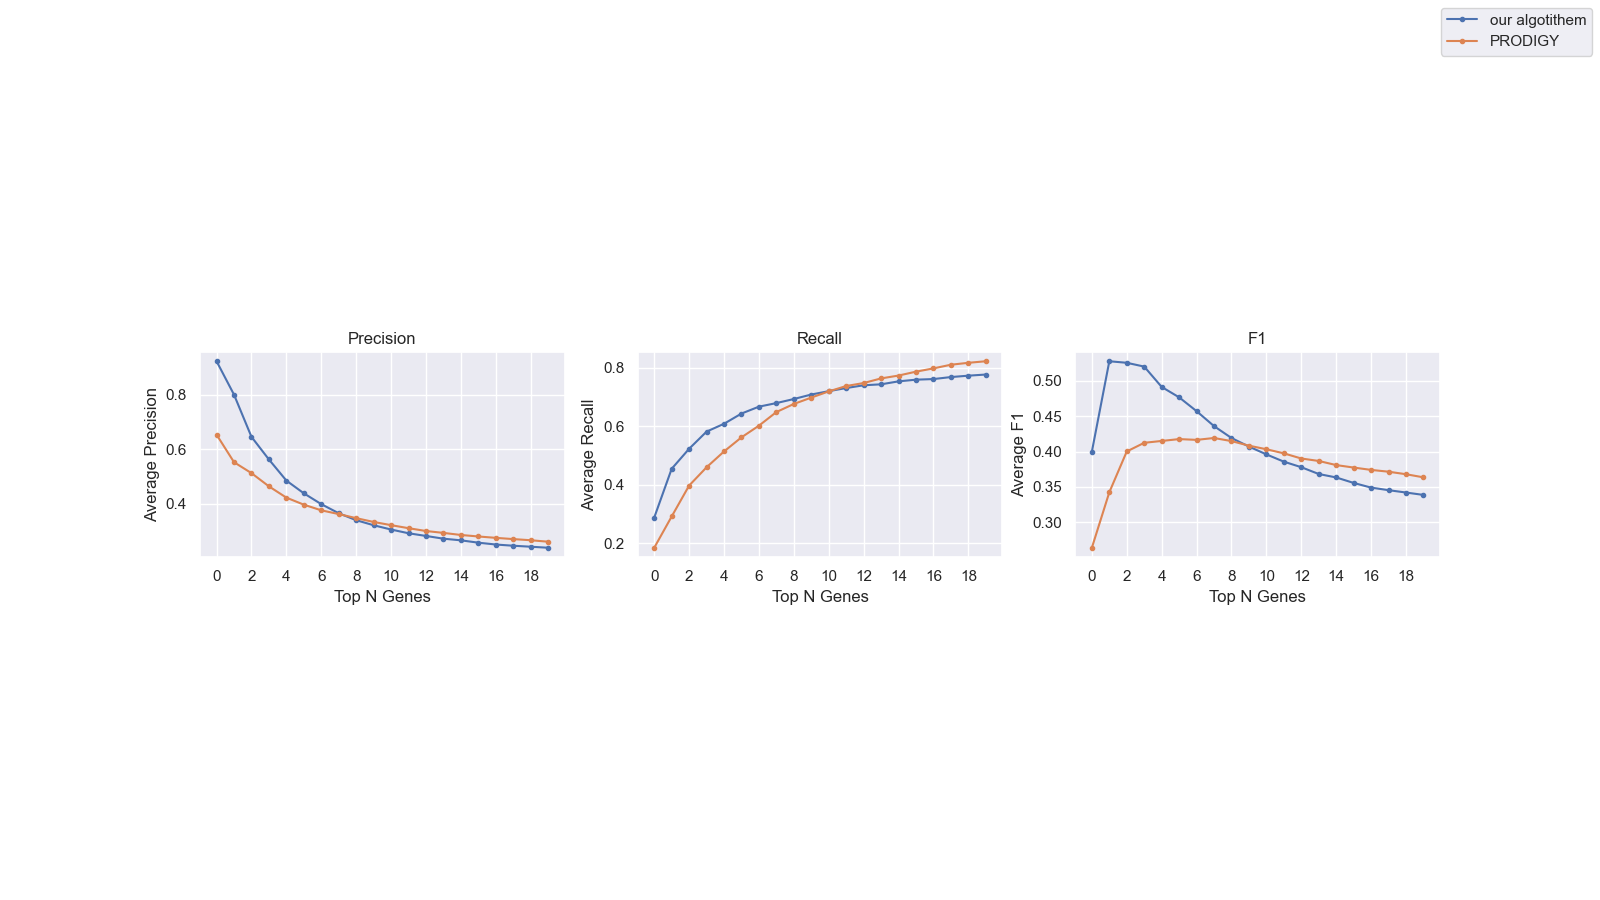 our algotithem
PRODIGY
Precision
Average Precision
0.8
0.6
0.4
0 2 4 6 8 10 12 14 16 18
Top N Genes
Recall
Average Recall
0.8
0.6
0.4
0.2
0 2 4 6 8 10 12 14 16 18
Top N Genes
F1
Average F1
0.50
0.45
0.40
0.35
0.30
0 2 4 6 8 10 12 14 16 18
Top N Genes